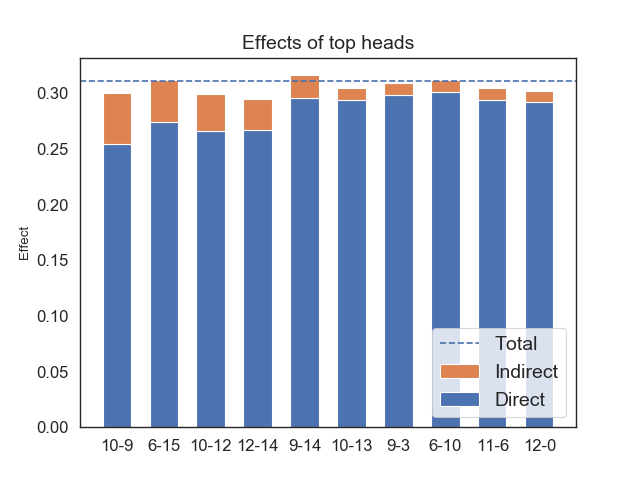 Effects of top heads
Effect
0.30
0.25
0.20
0.15
0.10
0.05
0.00
Total
Indirect
Direct
10-9 6-15 10-12 12-14 9-14 10-13 9-3 6-10 11-6 12-0